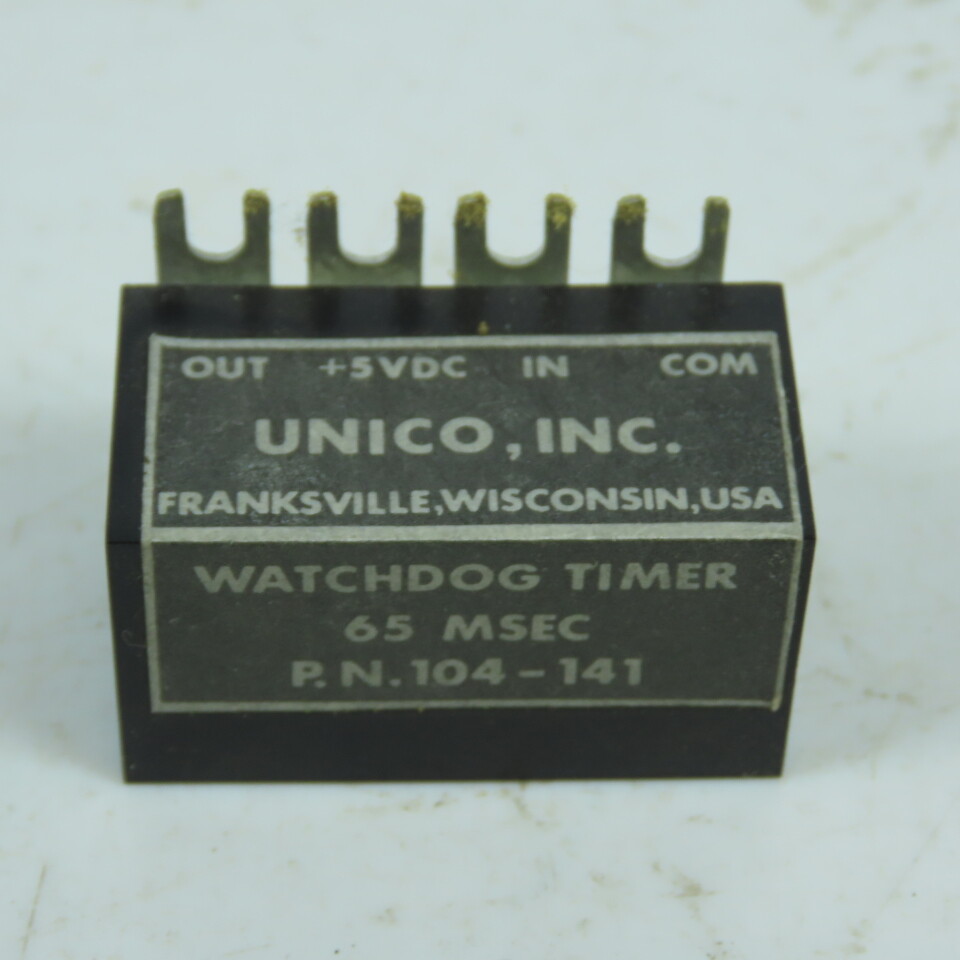 OUT +5VDC IN COM
UNICO, INC.
FRANKSVILLE, WISCONSIN, USA
WATCHDOG TIMER
65 MSEC
P.N. 104-141